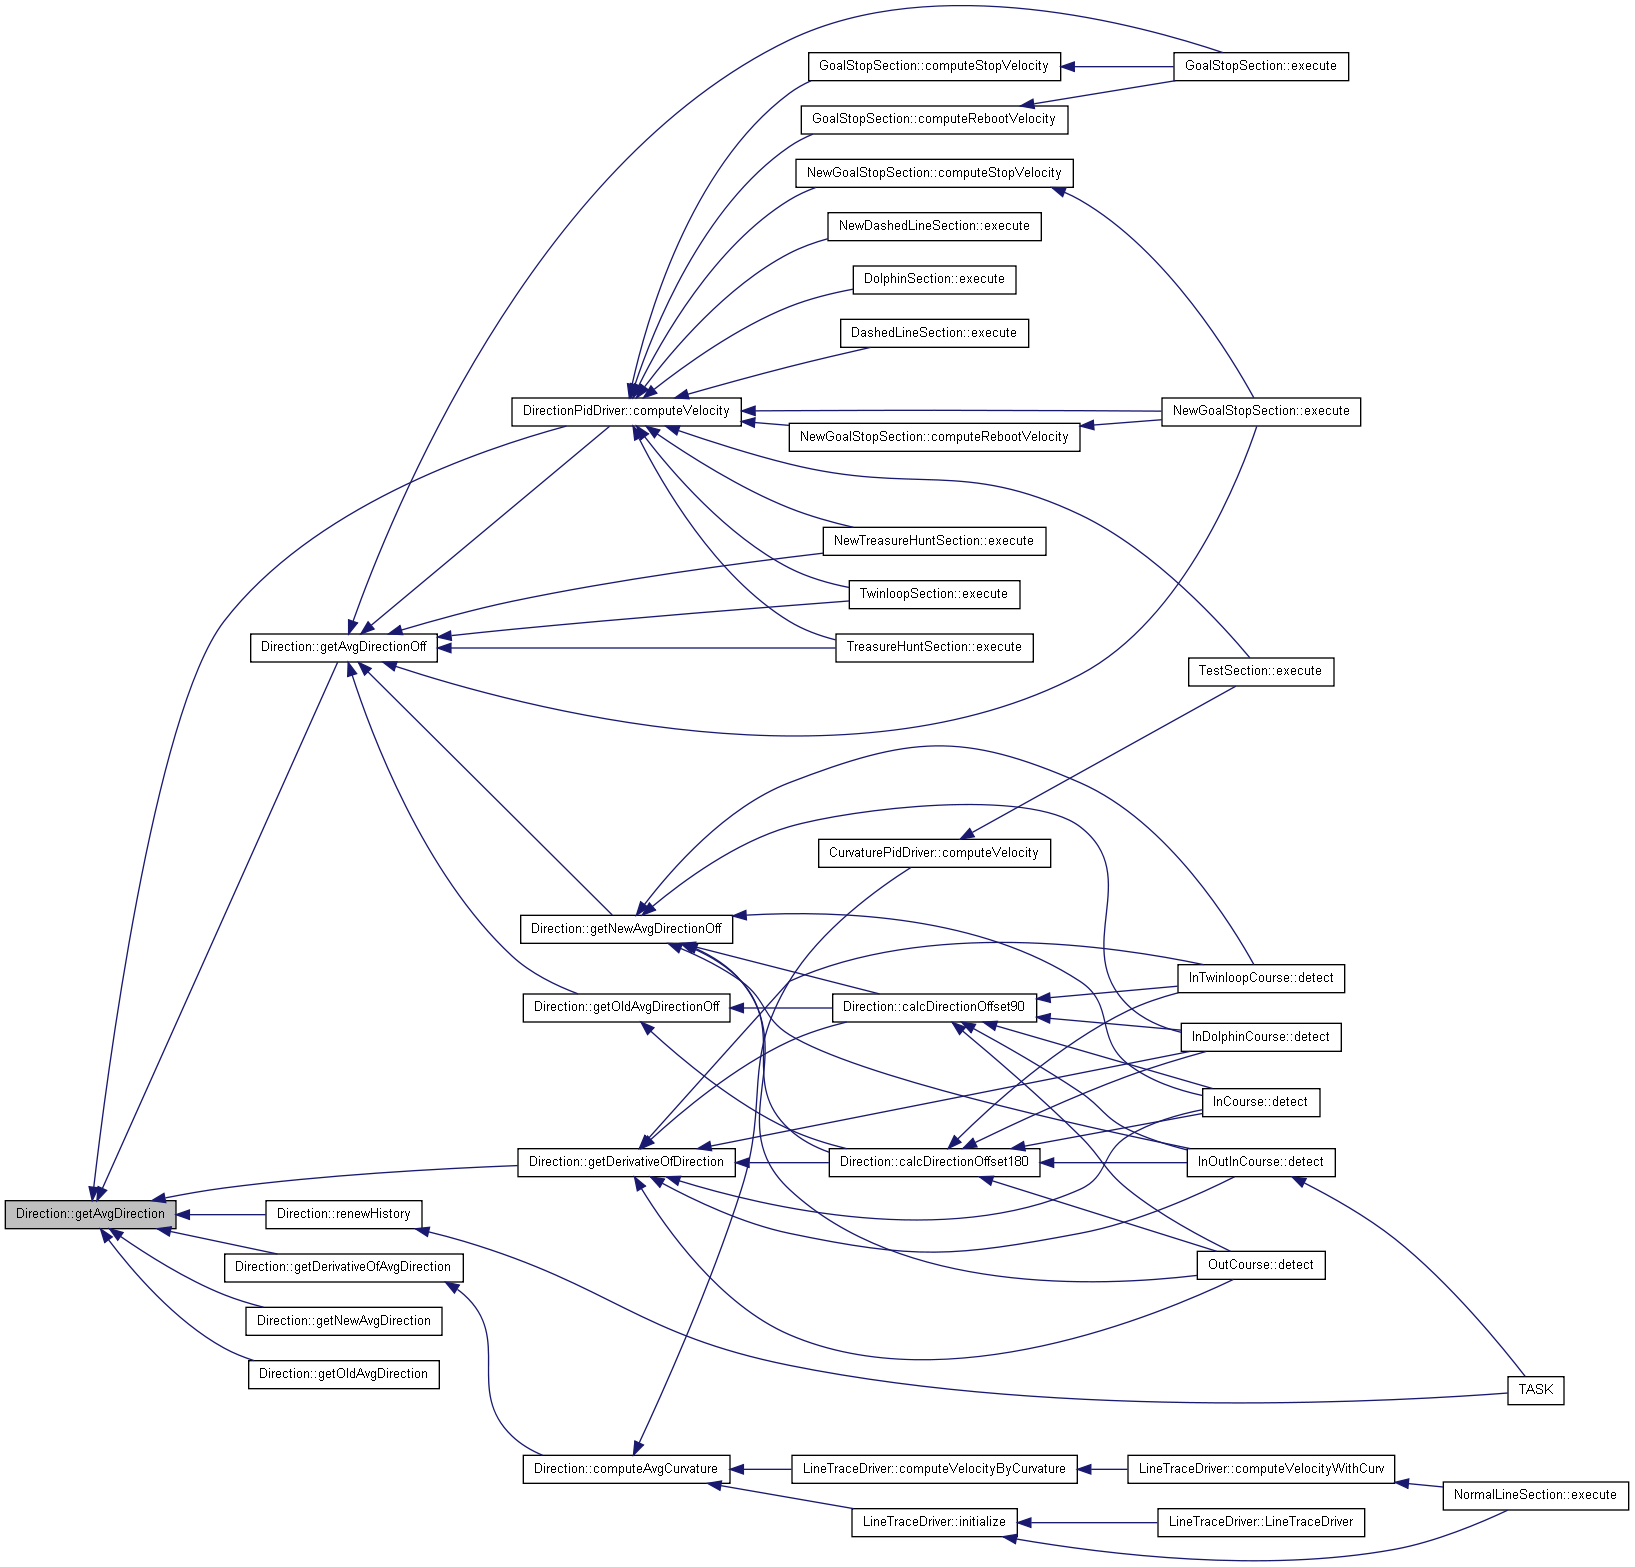 GoalStopSection::computeStopVelocity
GoalStopSection::execute
GoalStopSection::computeRebootVelocity
NewGoalStopSection::computeStopVelocity
NewDashedLineSection::execute
DolphinSection::execute
DashedLineSection::execute
DirectionPidDriver::computeVelocity
NewGoalStopSection::execute
NewGoalStopSection::computeRebootVelocity
NewTreasureHuntSection::execute
TwinloopSection::execute
Direction::getAvgDirectionOff
TreasureHuntSection::execute
TestSection::execute
CurvaturePidDriver::computeVelocity
Direction::getNewAvgDirectionOff
InTwinloopCourse::detect
Direction::getOldAvgDirectionOff
Direction::calcDirectionOffset90
InDolphinCourse::detect
InCourse::detect
Direction::getDerivativeOfDirection
Direction::calcDirectionOffset180
InOutInCourse::detect
Direction::getAvgDirection
Direction::renewHistory
Direction::getDerivativeOfAvgDirection
OutCourse::detect
Direction::getNewAvgDirection
Direction::getOldAvgDirection
TASK
Direction::computeAvgCurvature
LineTraceDriver::computeVelocityByCurvature
LineTraceDriver::computeVelocityWithCurv
NormalLineSection::execute
LineTraceDriver::initialize
LineTraceDriver::LineTraceDriver